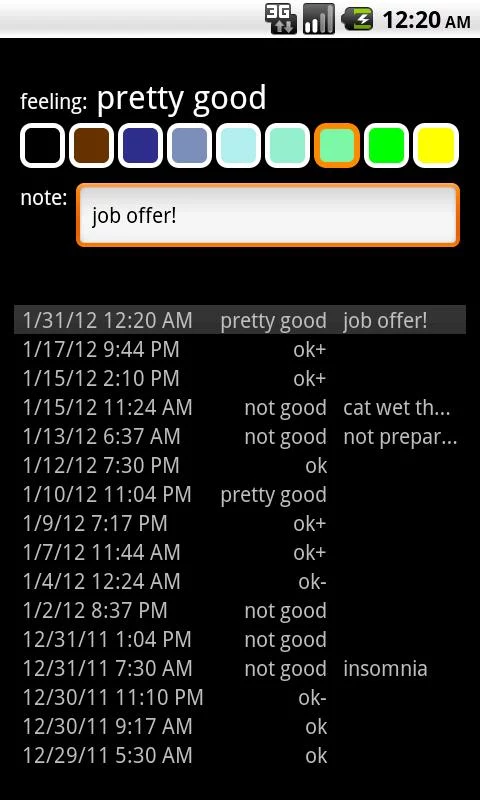 3G 12:20 AM
feeling: pretty good
note: job offer!
1/31/12 12:20 AM pretty good job offer!
1/17/12 9:44 PM ok+
1/15/12 2:10 PM ok+
1/15/12 11:24 AM not good cat wet th...
1/13/12 6:37 AM not good not prepar...
1/12/12 7:30 PM ok
1/10/12 11:04 PM pretty good
1/9/12 7:17 PM ok+
1/7/12 11:44 AM ok+
1/4/12 12:24 AM ok-
1/2/12 8:37 PM not good
12/31/11 1:04 PM not good
12/31/11 7:30 AM not good insomnia
12/30/11 11:10 PM ok-
12/30/11 9:17 AM ok
12/29/11 5:30 AM ok